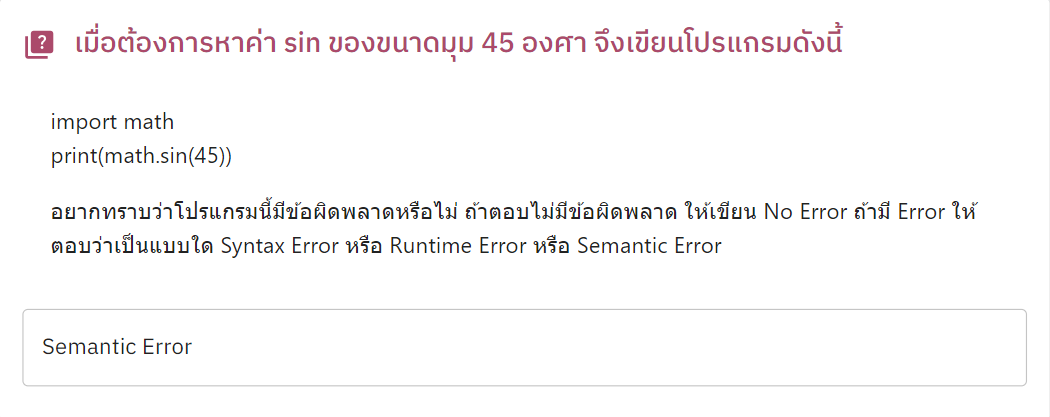 เมื่อต้องการหาค่า sin ของขนาดมุม 45 องศา จึงเขียนโปรแกรมดังนี้
import math
print(math.sin(45))
อยากทราบว่าโปรแกรมนี้มีข้อผิดพลาดหรือไม่ ถ้าตอบไม่มีข้อผิดพลาด ให้เขียน No Error ถ้ามี Error ให้
ตอบว่าเป็นแบบใด Syntax Error หรือ Runtime Error หรือ Semantic Error
Semantic Error